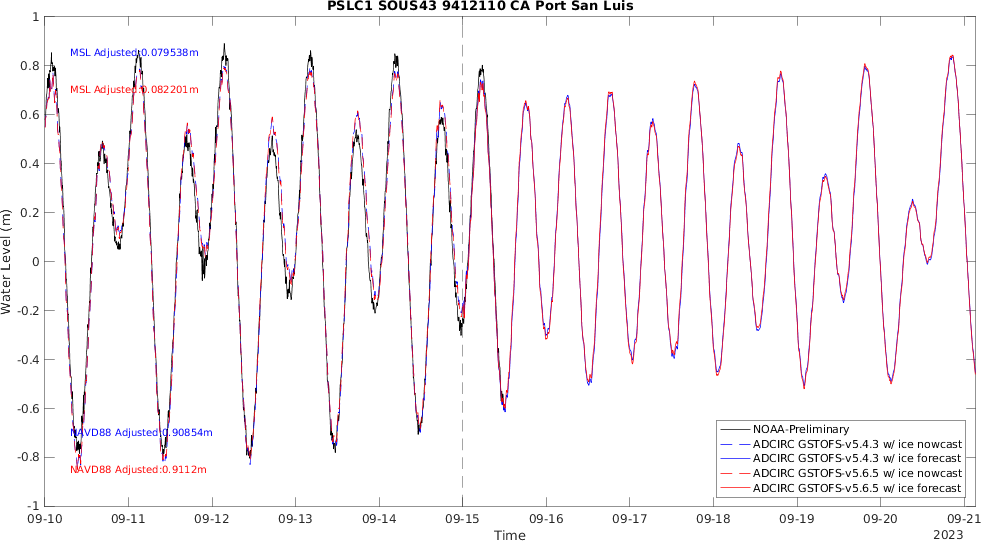 PSLC1 SOUS43 9412110 CA Port San Luis
1
0.8
0.6
0.4
0.2
0
-0.2
-0.4
-0.6
-0.8
-1
Water Level (m)
MSL Adjusted:0.079538m
MSL Adjusted:0.082201m
NAVD88 Adjusted:0.90854m
NAVD88 Adjusted:0.9112m
NOAA-Preliminary
ADCIRC GSTOFS-v5.4.3 w/ ice nowcast
ADCIRC GSTOFS-v5.4.3 w/ ice forecast
ADCIRC GSTOFS-v5.6.5 w/ ice nowcast
ADCIRC GSTOFS-v5.6.5 w/ ice forecast
09-10 09-11 09-12 09-13 09-14 09-15 09-16 09-17 09-18 09-19 09-20 09-21
Time
2023